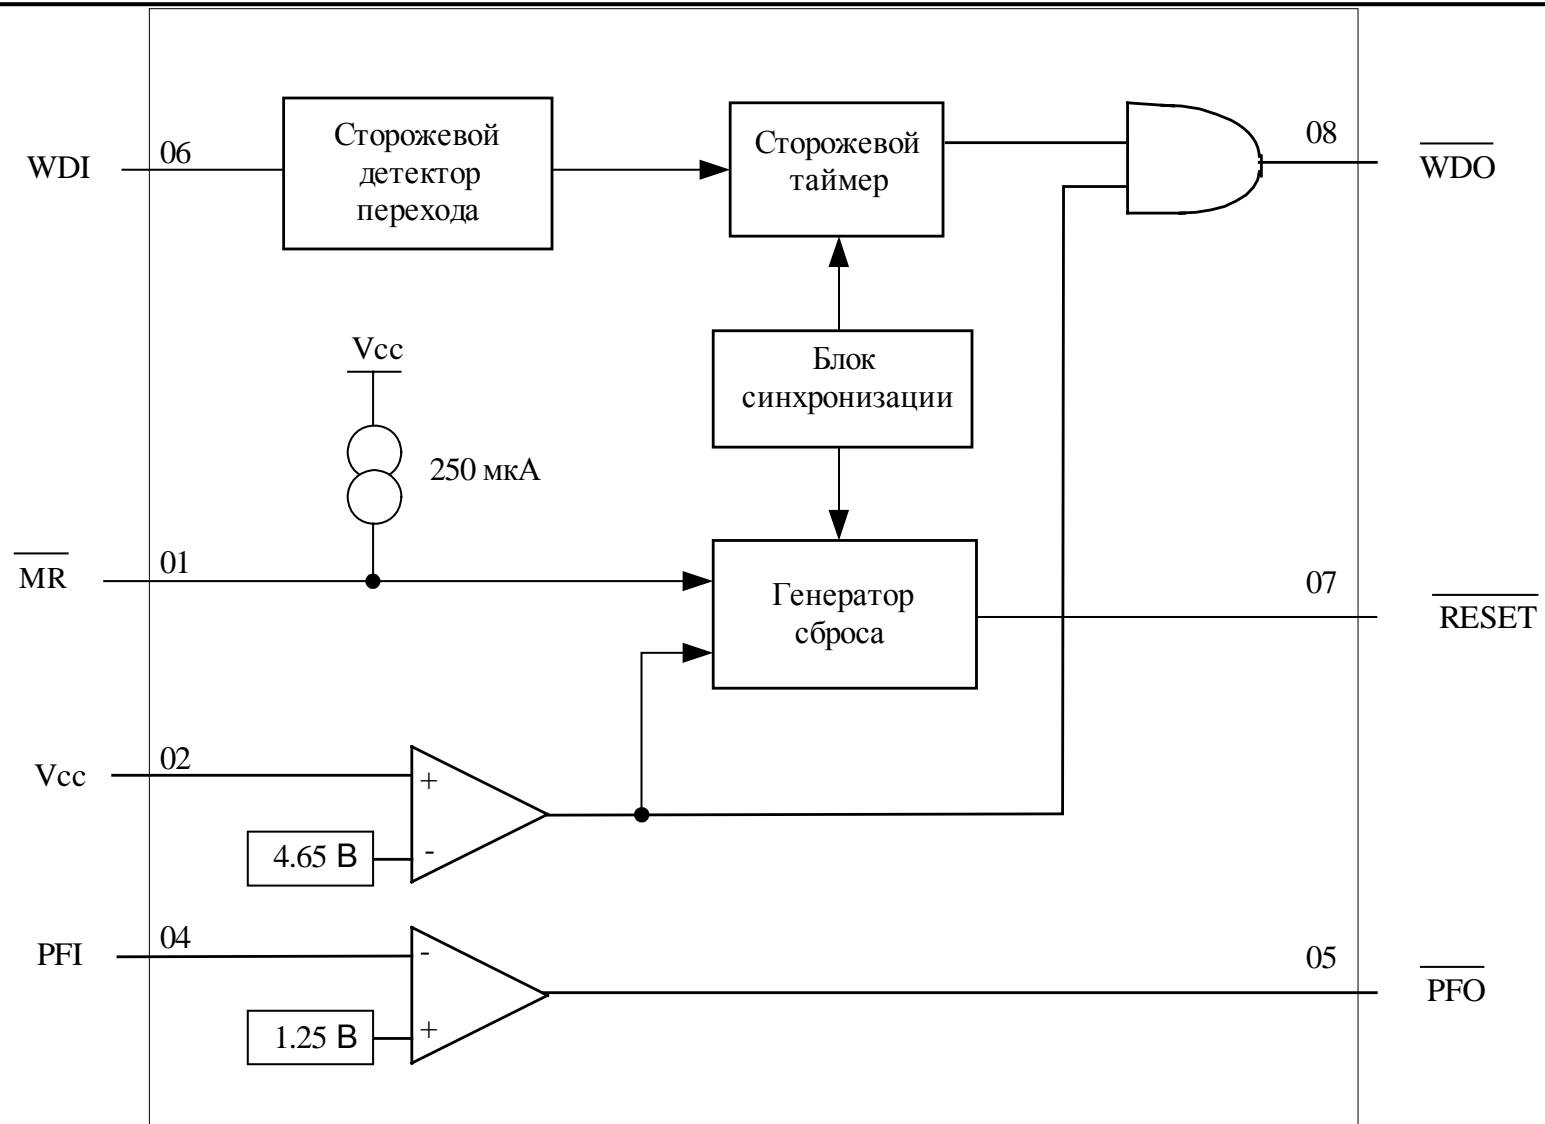 WDI
06
Сторожевой
детектор
перехода
Сторожевой
таймер
08
WDO
Vcc
250 мкА
Блок
синхронизации
MR
01
Генератор
сброса
07
RESET
Vcc
02
+
4.65 В
-
PFI
04
-
1.25 В
+
05
PFO